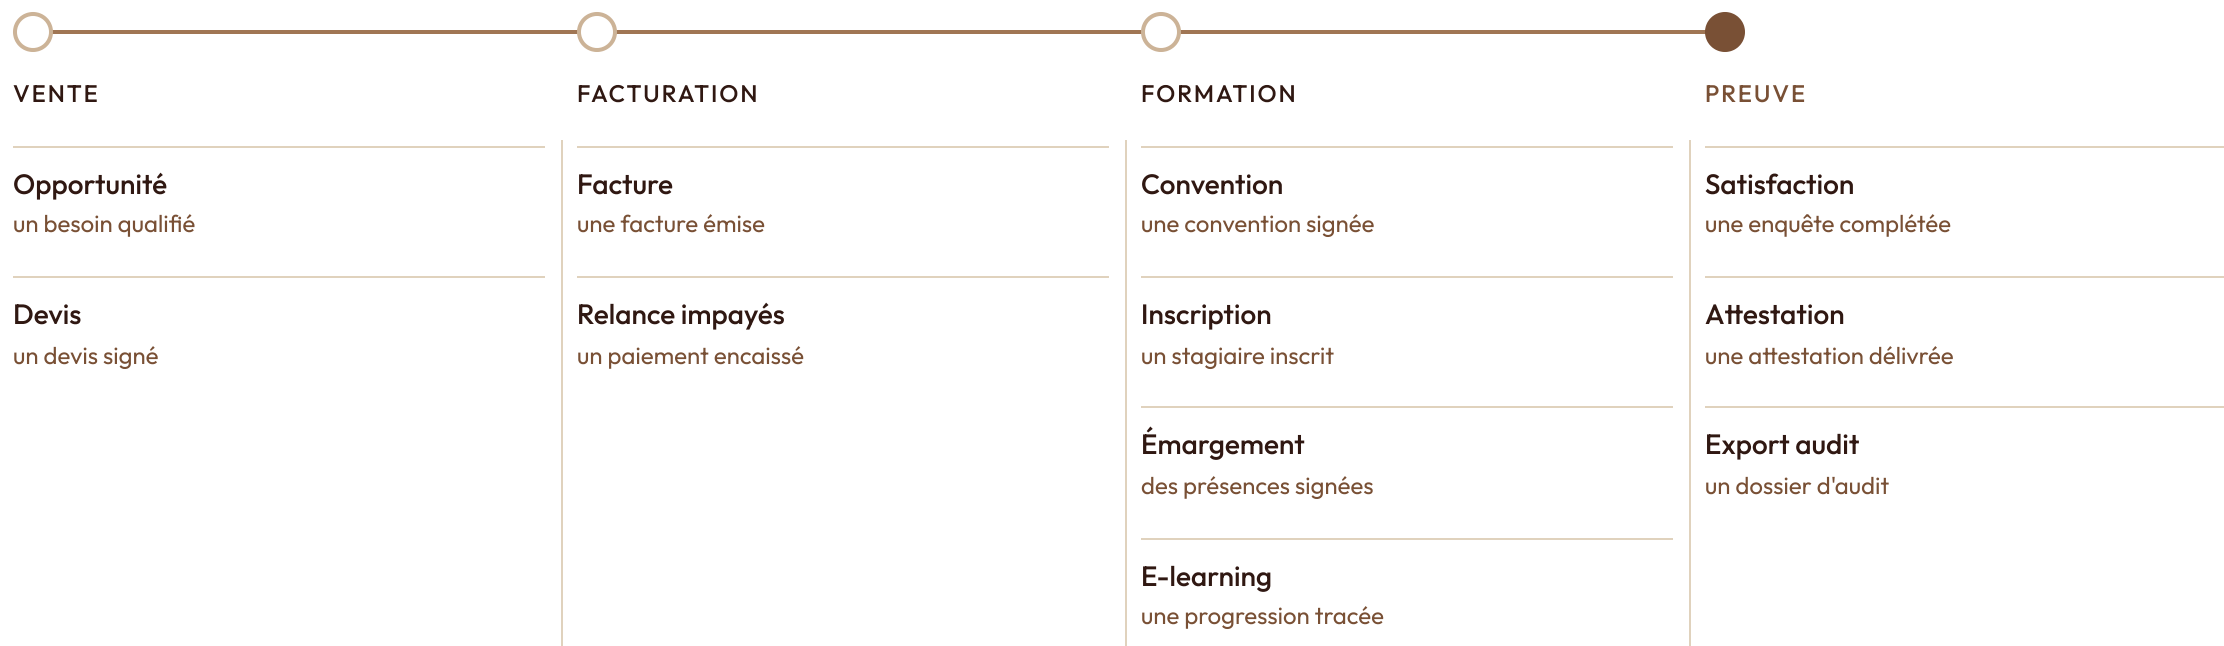 VENTE
Opportunité
un besoin qualifié
Devis
un devis signé
FACTURATION
Facture
une facture émise
Relance impayés
un paiement encaissé
FORMATION
Convention
une convention signée
Inscription
un stagiaire inscrit
Émargement
des présences signées
E-learning
une progression tracée
PREUVE
Satisfaction
une enquête complétée
Attestation
une attestation délivrée
Export audit
un dossier d'audit